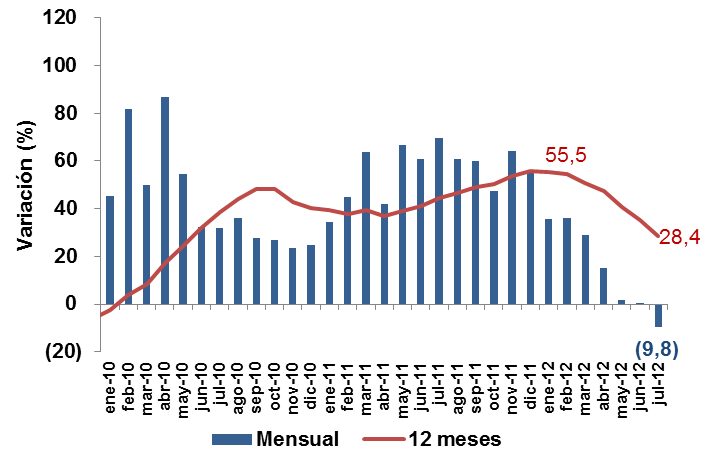 120
100
80
60
40
20
0
(20)
Variación (%)
55,5
28,4
(9,8)
ene-10
feb-10
mar-10
abr-10
may-10
jun-10
jul-10
ago-10
sep-10
oct-10
nov-10
dic-10
ene-11
feb-11
mar-11
abr-11
may-11
jun-11
jul-11
ago-11
sep-11
oct-11
nov-11
dic-11
ene-12
feb-12
mar-12
abr-12
may-12
jun-12
jul-12
Mensual 12 meses